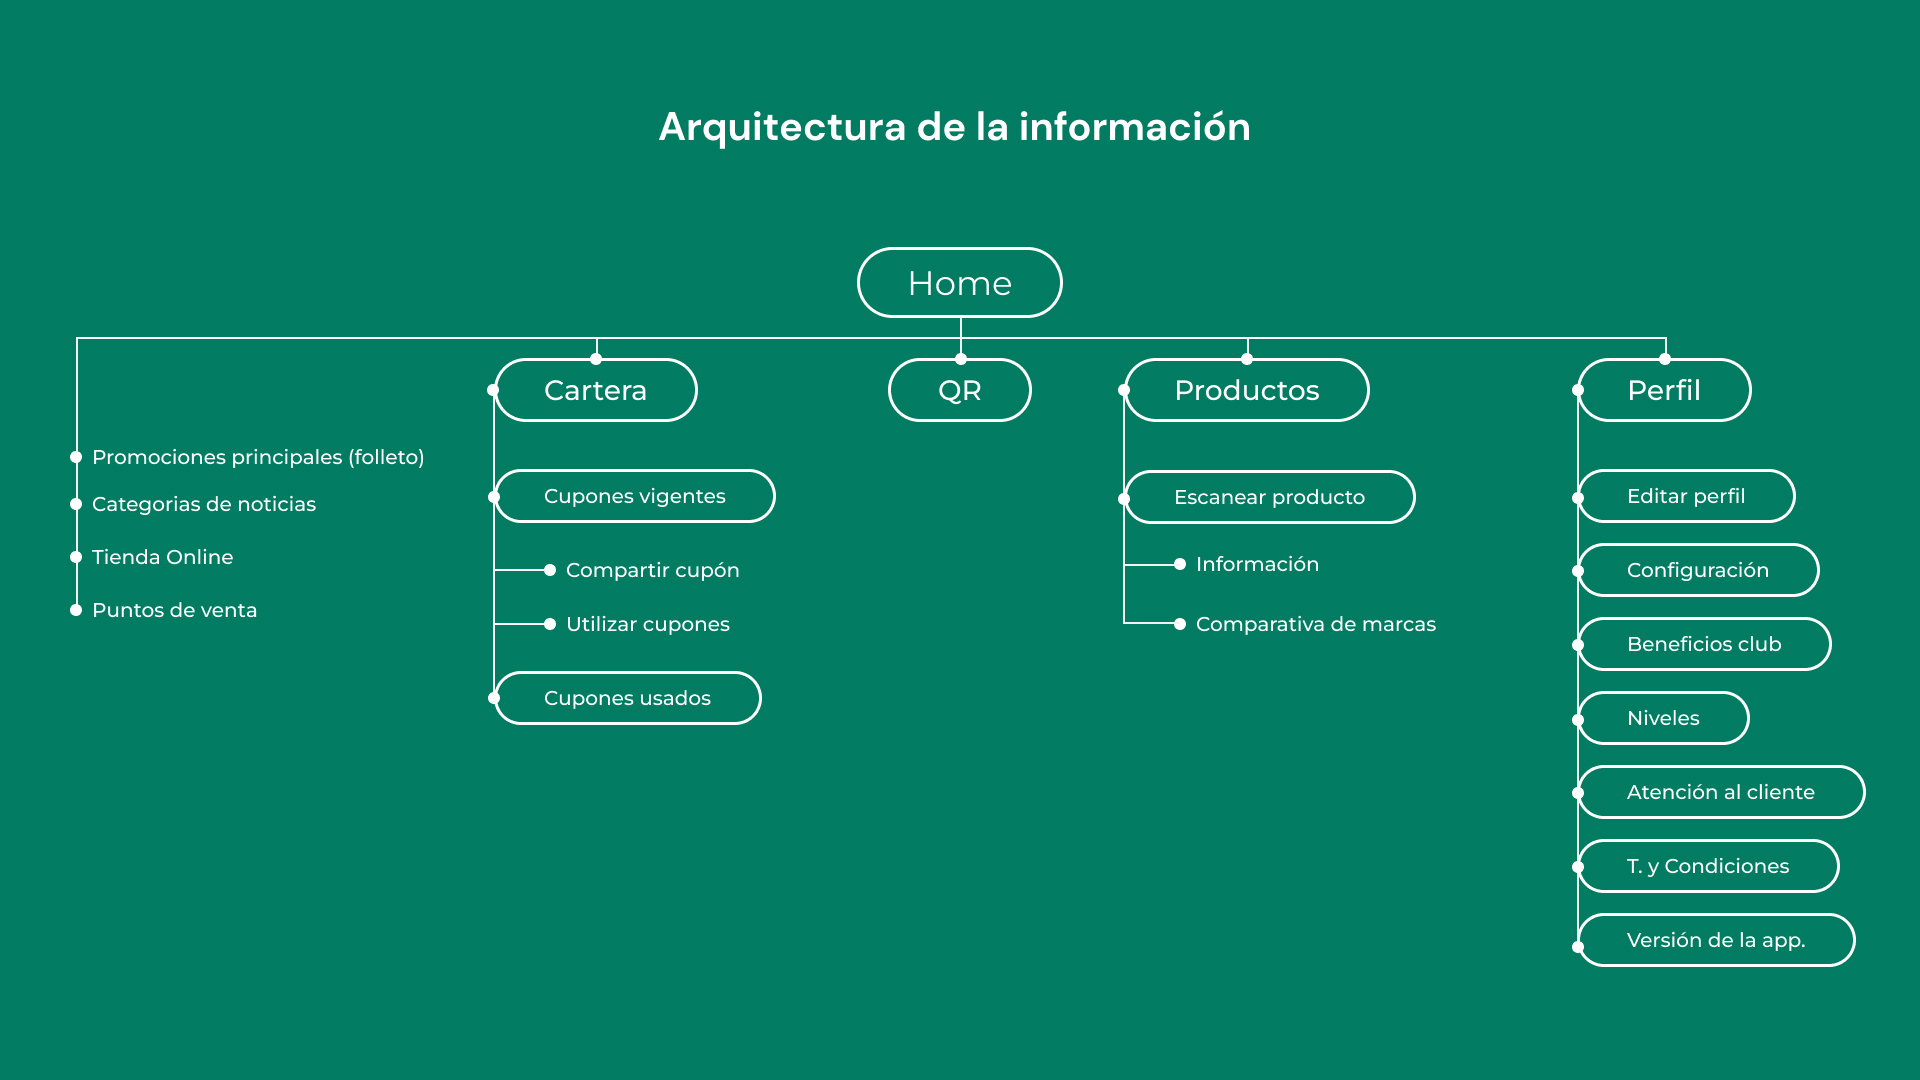 Arquitectura de la información
Home
Cartera
QR
Productos
Perfil
Promociones principales (folleto)
Categorias de noticias
Tienda Online
Puntos de venta
Cupones vigentes
Compartir cupón
Utilizar cupones
Cupones usados
Escanear producto
Información
Comparativa de marcas
Editar perfil
Configuración
Beneficios club
Niveles
Atención al cliente
T. y Condiciones
Versión de la app.